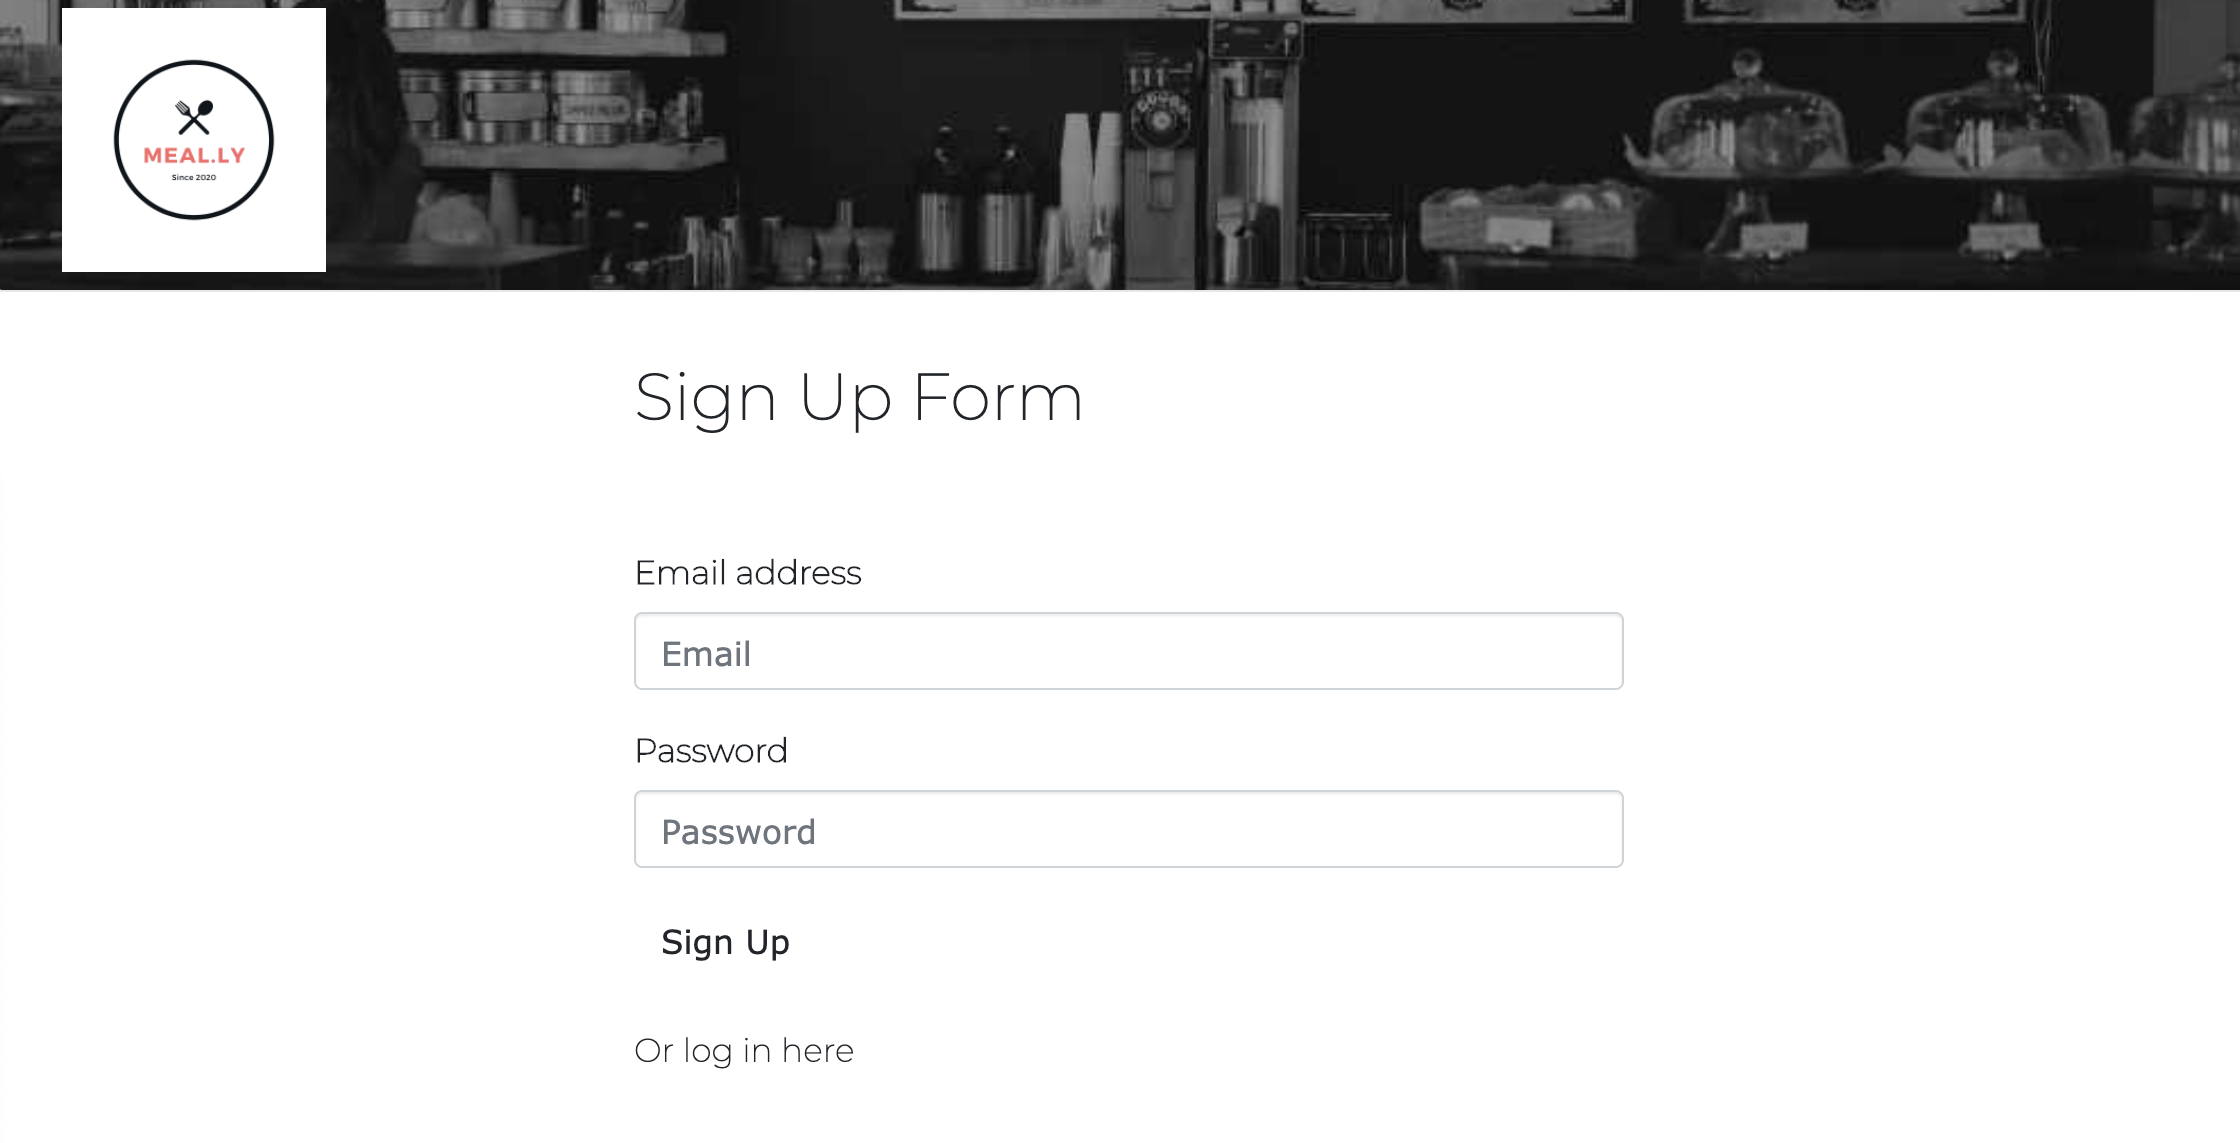 MEAL.LY
Since 2020
Sign Up Form
Email address
Email
Password
Password
Sign Up
Or log in here